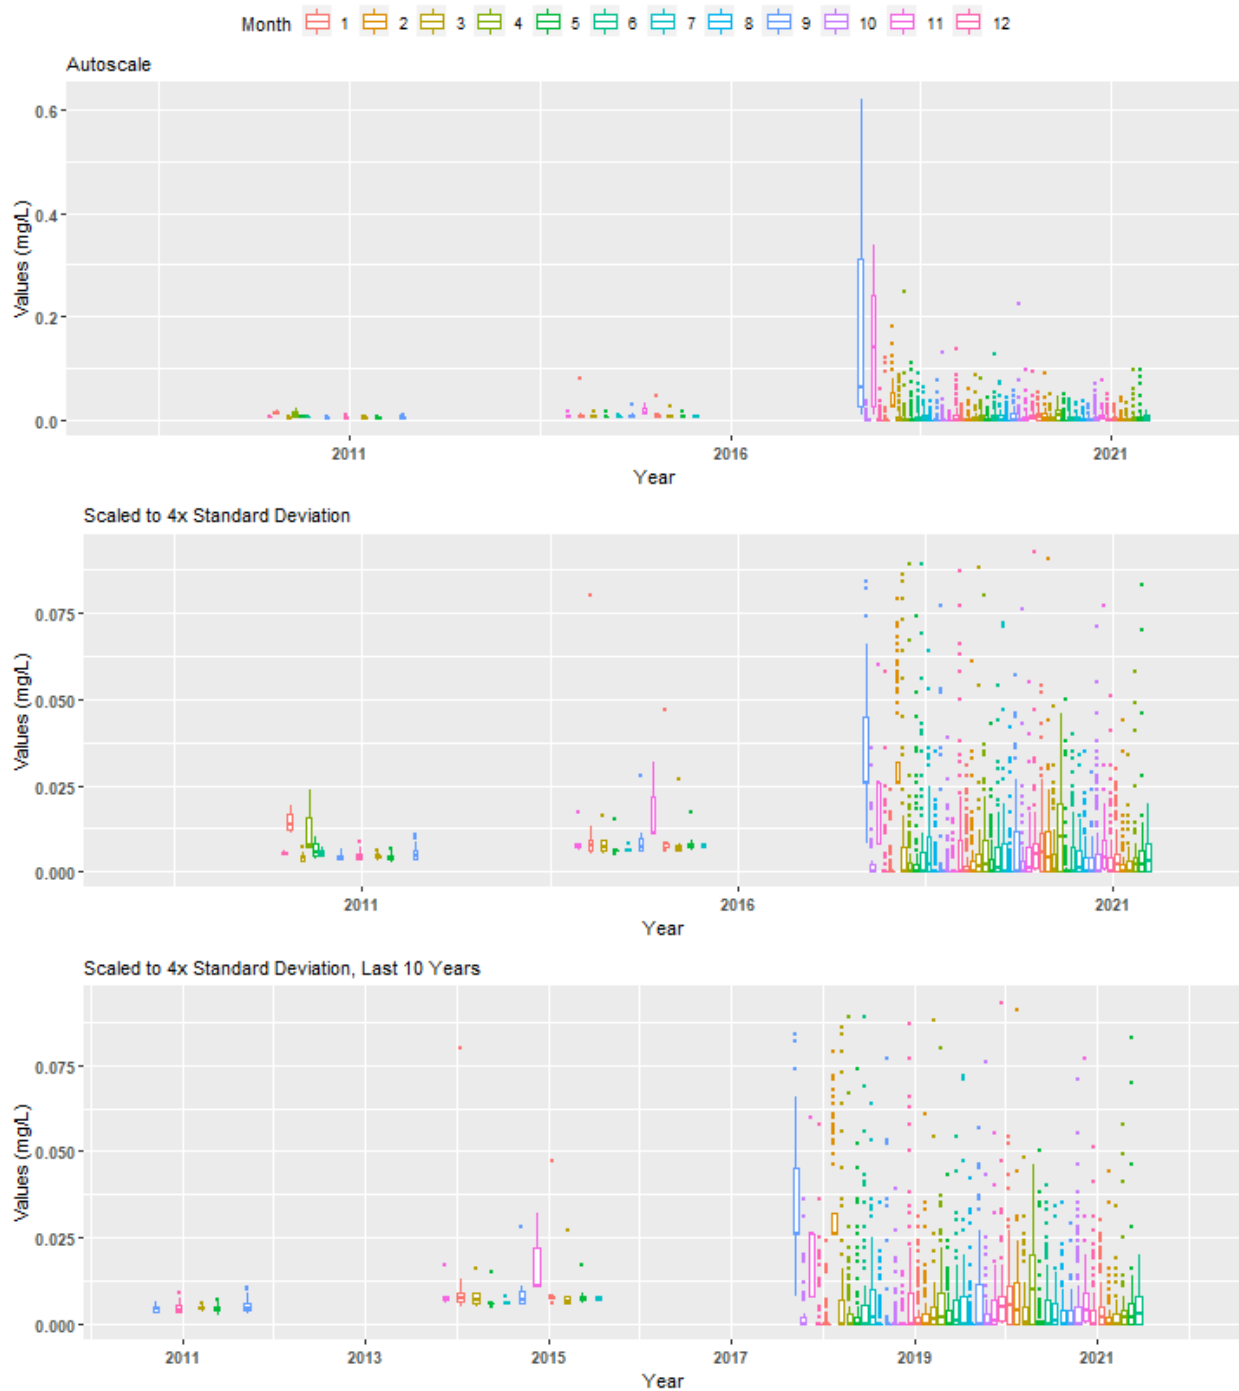 Month 1 2 3 4 5 6 7 8 9 10 11 12
Autoscale
Values (mg/L)
0.6
0.4
0.2
0.0
2011 2016 2021
Year
Scaled to 4x Standard Deviation
Values (mg/L)
0.075
0.050
0.025
0.000
2011 2016 2021
Year
Scaled to 4x Standard Deviation, Last 10 Years
Values (mg/L)
0.075
0.050
0.025
0.000
2011 2013 2015 2017 2019 2021
Year